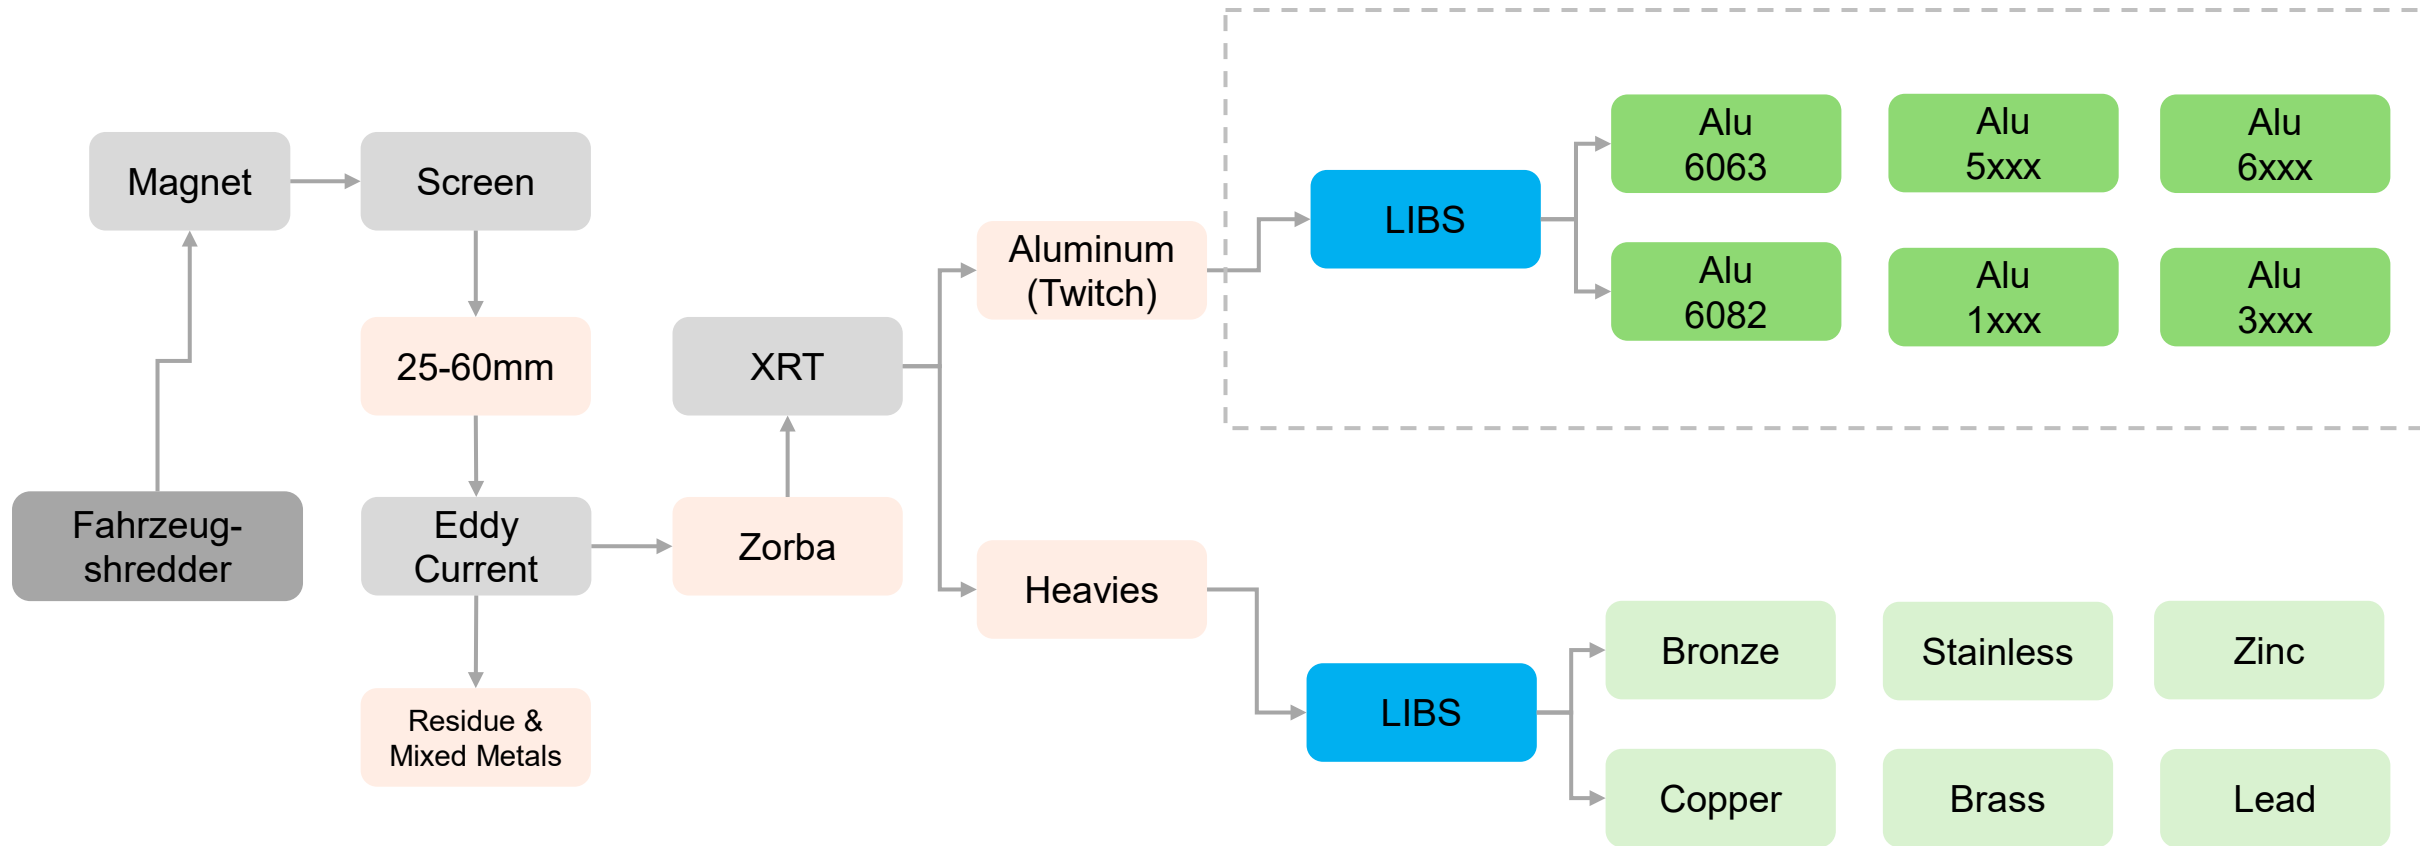 Magnet
Screen
25-60mm
Fahrzeug-
shredder
Eddy
Current
Residue &
Mixed Metals
Zorba
XRT
Aluminum
(Twitch)
Heavies
LIBS
Alu
6063
Alu
5xxx
Alu
6xxx
Alu
6082
Alu
1xxx
Alu
3xxx
LIBS
Bronze
Stainless
Zinc
Copper
Brass
Lead